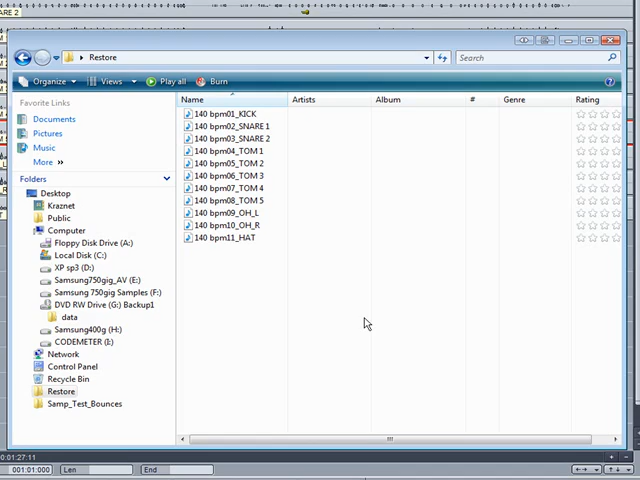 ARE 2
Restore
Search
Organize Views Play all Burn
Favorite Links
Documents
Pictures
Music
More »
Folders
Desktop
Kraznet
Public
Computer
Floppy Disk Drive (A:)
Local Disk (C:)
XP sp3 (D:)
Samsung750gig_AV (E:)
Samsung 750gig Samples (F:)
DVD RW Drive (G:) Backup1
data
Samsung400g (H:)
CODEMETER (I:)
Network
Control Panel
Recycle Bin
Restore
Samp_Test_Bounces
Name Artists Album # Genre Rating
140 bpm01_KICK
140 bpm02_SNARE 1
140 bpm03_SNARE 2
140 bpm04_TOM 1
140 bpm05_TOM 2
140 bpm06_TOM 3
140 bpm07_TOM 4
140 bpm08_TOM 5
140 bpm09_OH_L
140 bpm10_OH_R
140 bpm11_HAT
0:01:27:11
001:01:000 Len End